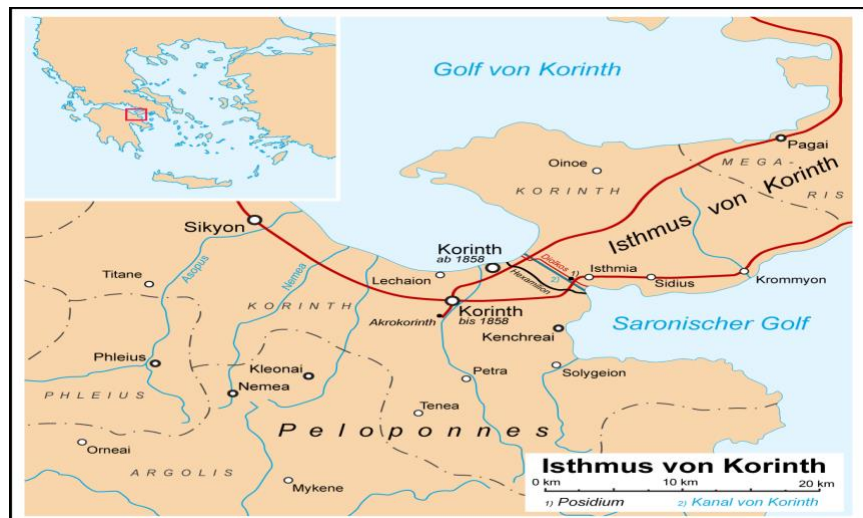 Golf von Korinth
Pagai
Oinoe
MEGA-
RIS
KORINTH
Isthmus von Korinth
Sikyon
Asopus
Nemea
Titane
Korinth
ab 1858
Lechaion
Diolkos 1)
2)
Hexamilion
Isthmia
Sidius
Krommyon
KORINTH
Korinth
bis 1858
Akrokorinth
Saronischer Golf
Kenchreai
Phleius
Kleonai
Petra
Solygeion
PHLEIUS
Nemea
Tenea
Peloponnes
Orneai
ARGOLIS
Mykene
Isthmus von Korinth
0 km 10 km 20 km
1) Posidium 2) Kanal von Korinth